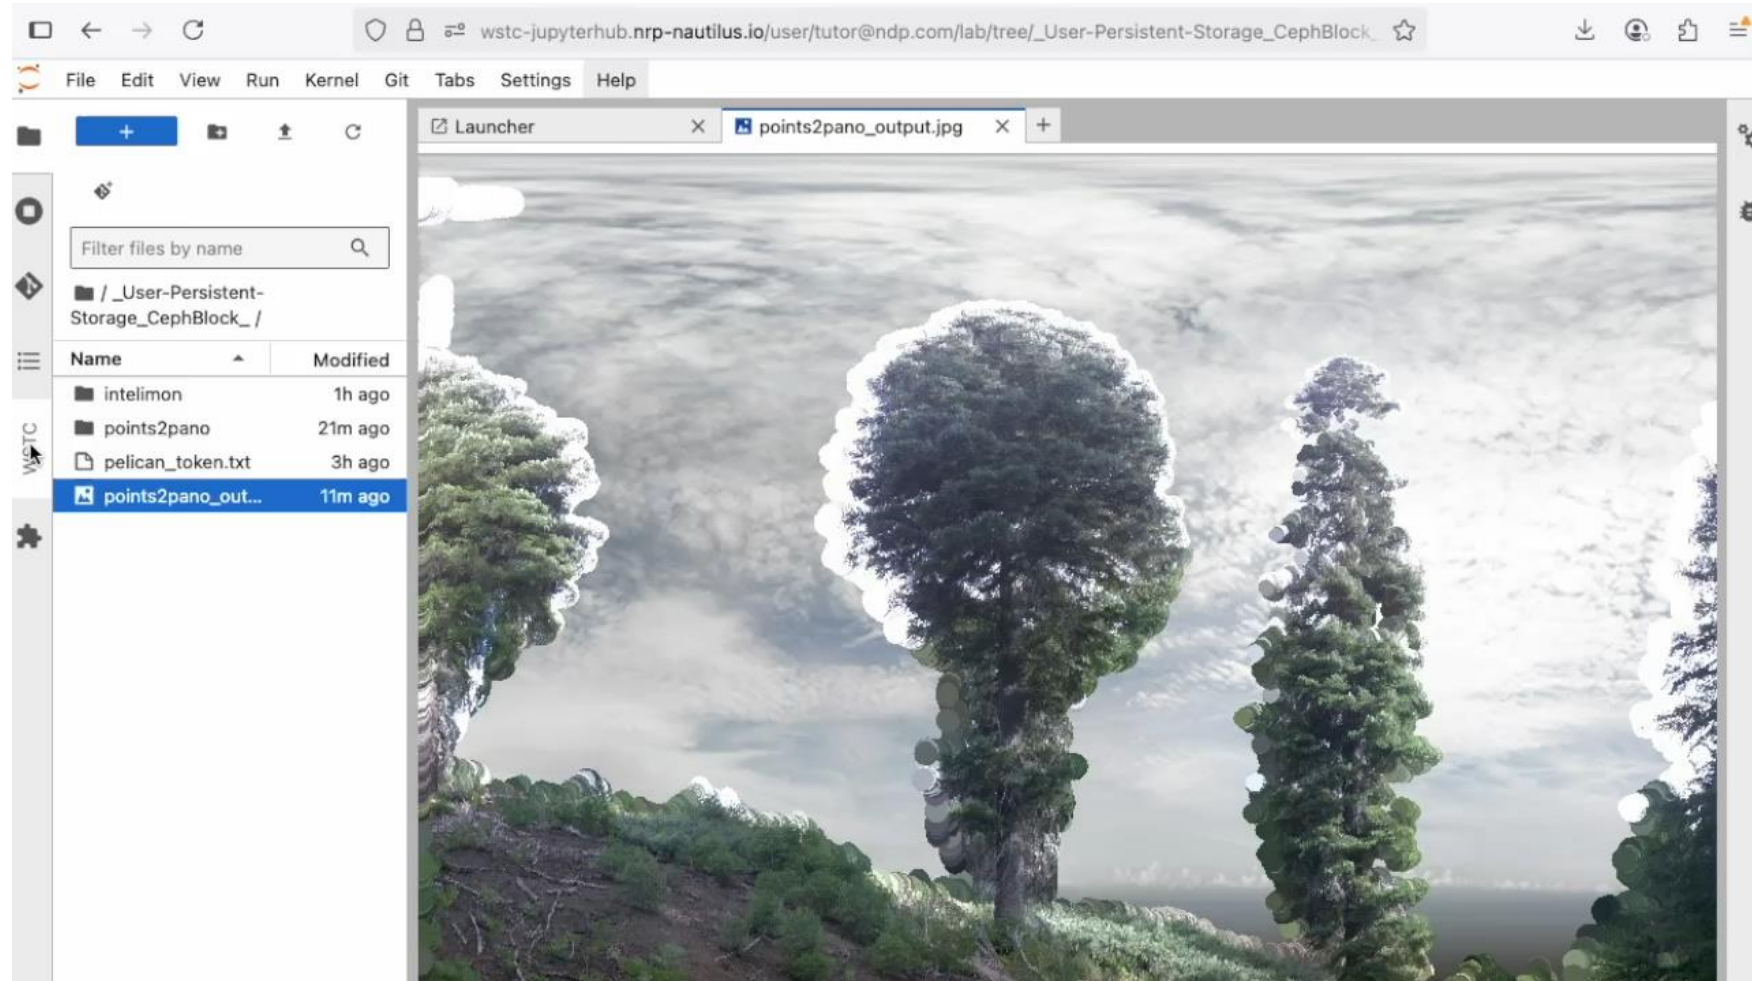 wstc-jupyterhub.nrp-nautilus.io/user/tutor@ndp.com/lab/tree/_User-Persistent-Storage_CephBlock_
File Edit View Run Kernel Git Tabs Settings Help
Launcher
points2pano_output.jpg
Filter files by name
/ _User-Persistent-
Storage_CephBlock_ /
Name Modified
intelimon 1h ago
points2pano 21m ago
pelican_token.txt 3h ago
points2pano_out... 11m ago
WSTC